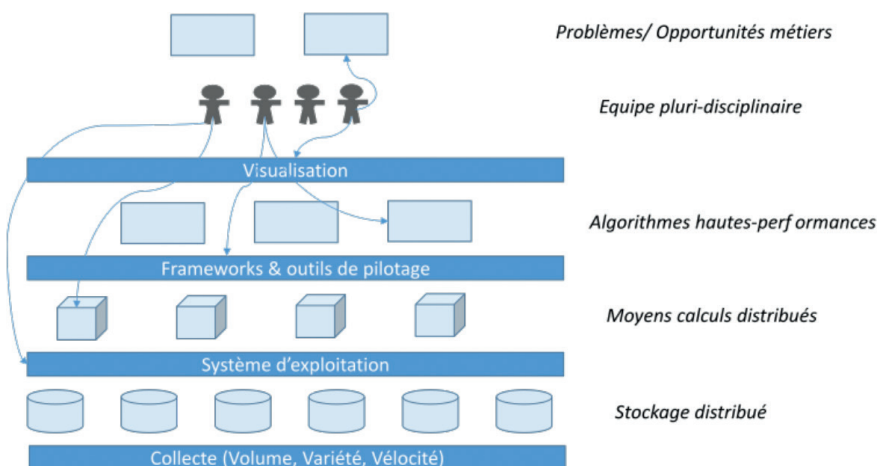 Problèmes/ Opportunités métiers
Equipe pluri-disciplinaire
Visualisation
Algorithmes hautes-perf ormances
Frameworks & outils de pilotage
Moyens calculs distribués
Système d'exploitation
Stockage distribué
Collecte (Volume, Variété, Vélocité)